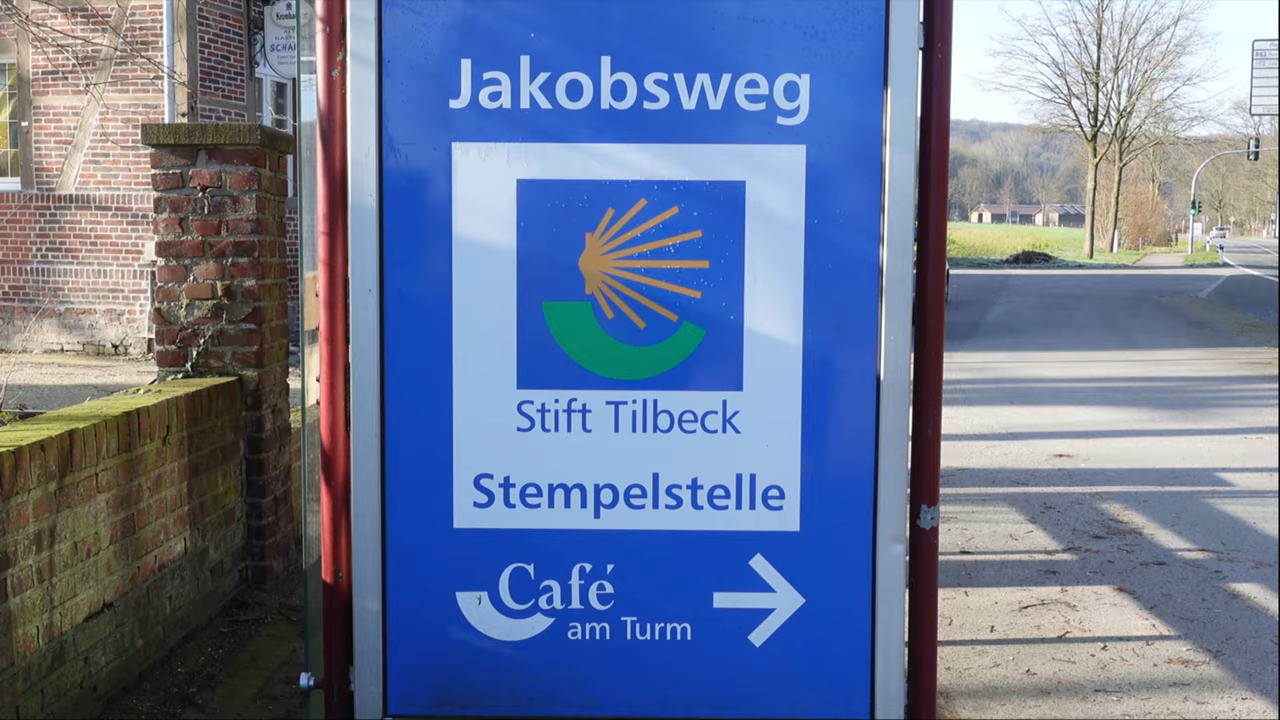 Jakobsweg
Stift Tilbeck
Stempelstelle
Café
am Turm